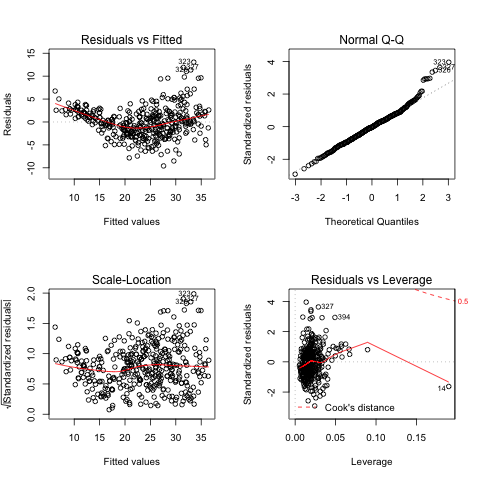 Residuals vs Fitted
Residuals
15
10
5
0
-5
-10
323
327
10 15 20 25 30 35
Fitted values
Normal Q-Q
Standardized residuals
4
2
0
-2
323
327
326
-3 -2 -1 0 1 2 3
Theoretical Quantiles
Scale-Location
√|Standardized residuals|
2.0
1.5
1.0
0.5
0.0
323
327
10 15 20 25 30 35
Fitted values
Residuals vs Leverage
Standardized residuals
4
2
0
-2
0.5
327
394
14
Cook's distance
0.00 0.05 0.10 0.15
Leverage